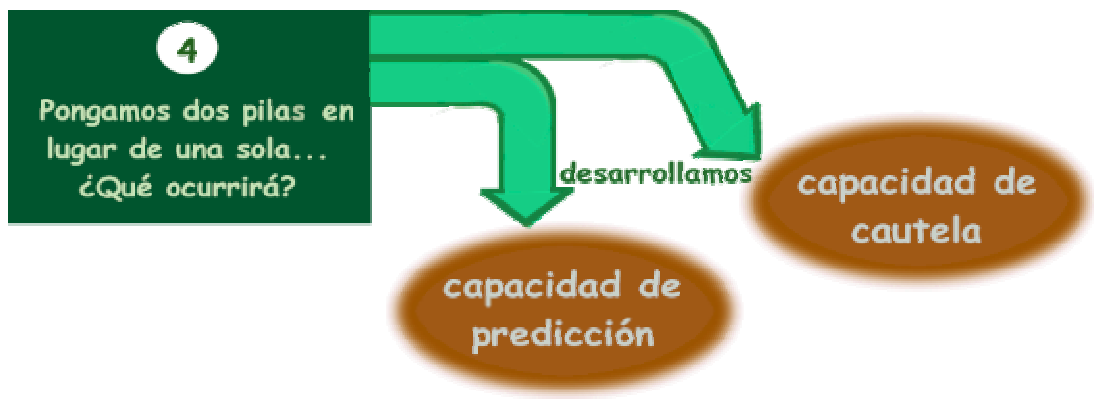 4
Pongamos dos pilas en
lugar de una sola...
¿Qué ocurrirá?
desarrollamos
capacidad de
cautela
capacidad de
predicción